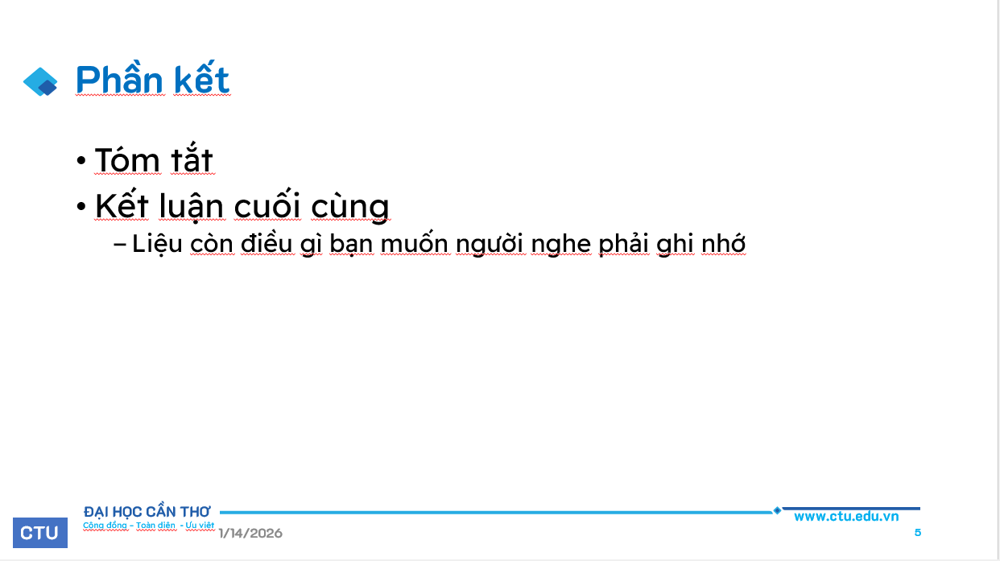 Phần kết
• Tóm tắt
• Kết luận cuối cùng
– Liệu còn điều gì bạn muốn người nghe phải ghi nhớ
ĐẠI HỌC CẦN THƠ
Cộng đồng – Toàn diện - Ưu việt
www.ctu.edu.vn
CTU
1/14/2026
5